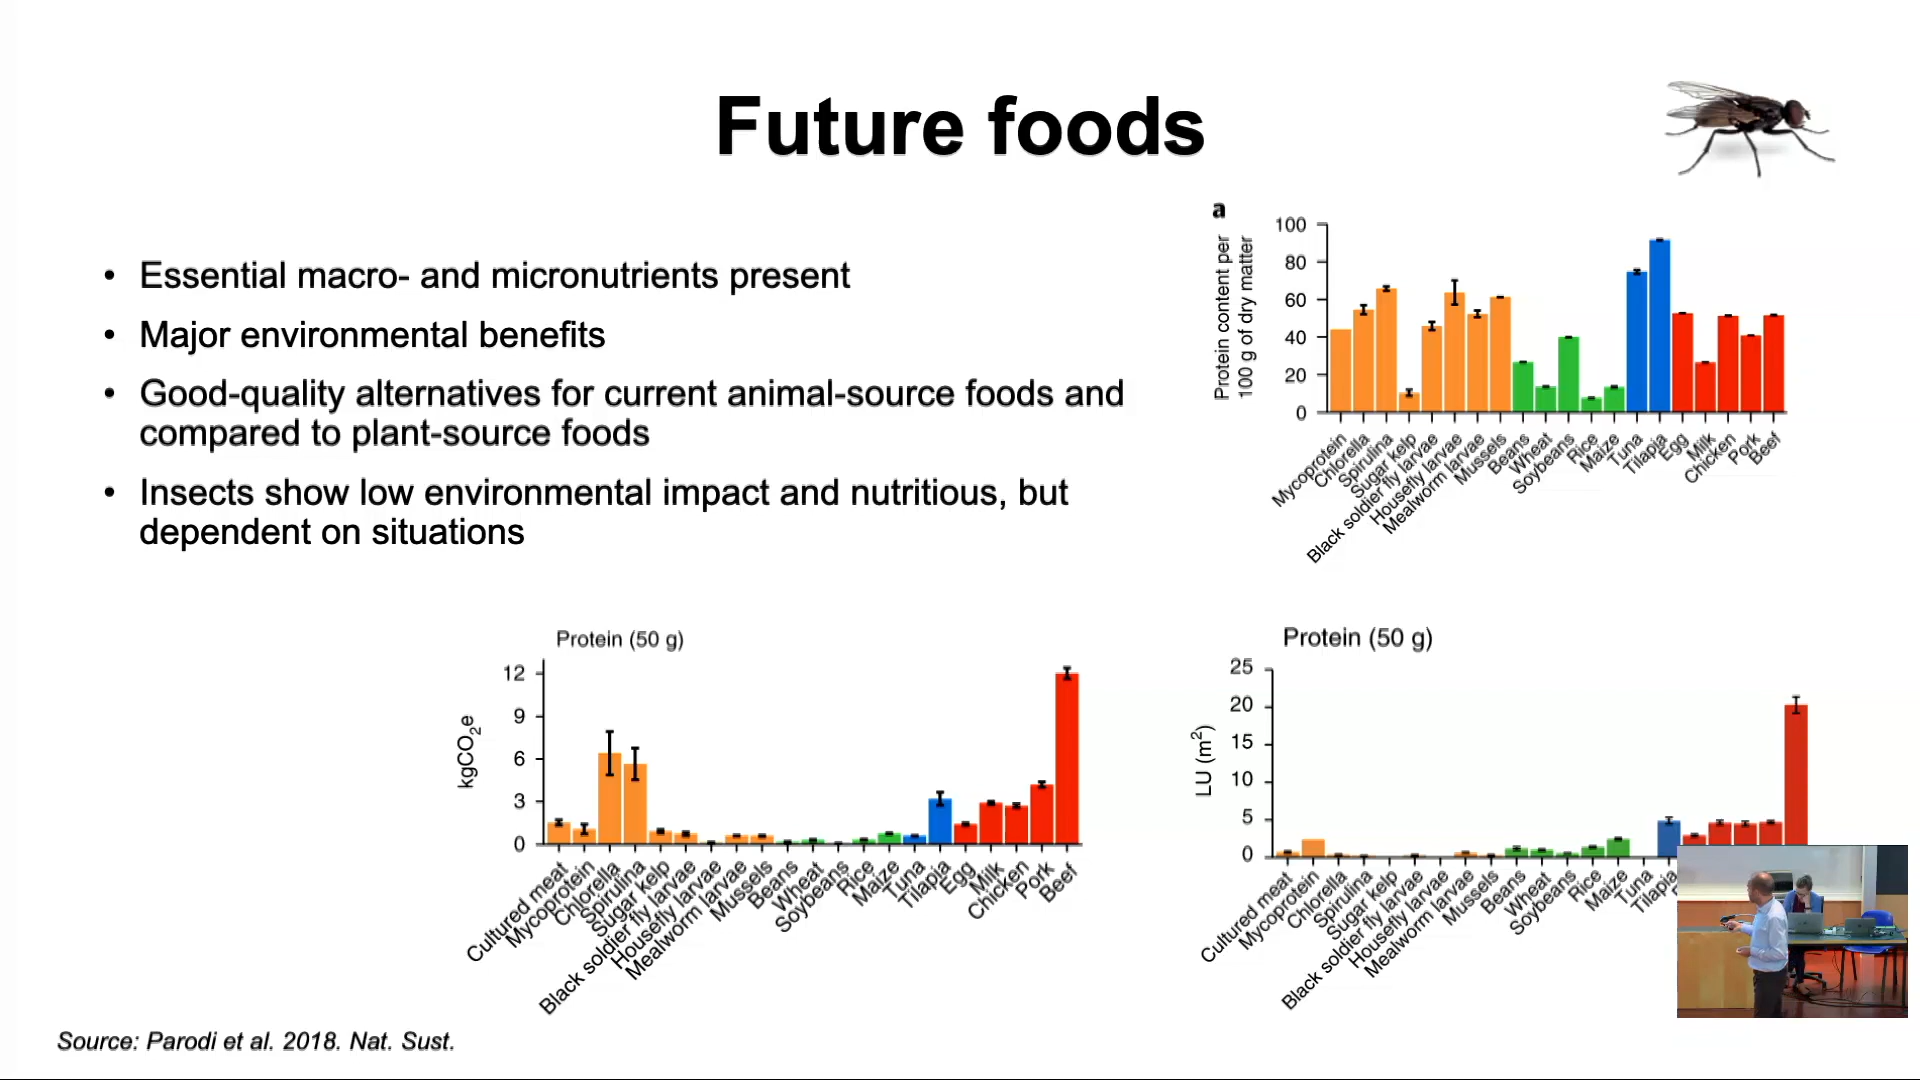 Future foods
• Essential macro- and micronutrients present
• Major environmental benefits
• Good-quality alternatives for current animal-source foods and
compared to plant-source foods
• Insects show low environmental impact and nutritious, but
dependent on situations
a
Protein content per
100 g of dry matter
100
80
60
40
20
0
Mycoprotein
Chlorella
Spirulina
Sugar kelp
Black soldier fly larvae
Housefly larvae
Mealworm larvae
Mussels
Beans
Wheat
Soybeans
Rice
Maize
Tuna
Tilapia
Egg
Milk
Chicken
Pork
Beef
Protein (50 g)
kgCO2e
12
9
6
3
0
Cultured meat
Mycoprotein
Chlorella
Spirulina
Sugar kelp
Black soldier fly larvae
Housefly larvae
Mealworm larvae
Mussels
Beans
Wheat
Soybeans
Rice
Maize
Tuna
Tilapia
Egg
Milk
Chicken
Pork
Beef
Protein (50 g)
LU (m2)
25
20
15
10
5
0
Cultured meat
Mycoprotein
Chlorella
Spirulina
Sugar kelp
Black soldier fly larvae
Housefly larvae
Mealworm larvae
Mussels
Beans
Wheat
Soybeans
Rice
Maize
Tuna
Tilapia
Source: Parodi et al. 2018. Nat. Sust.